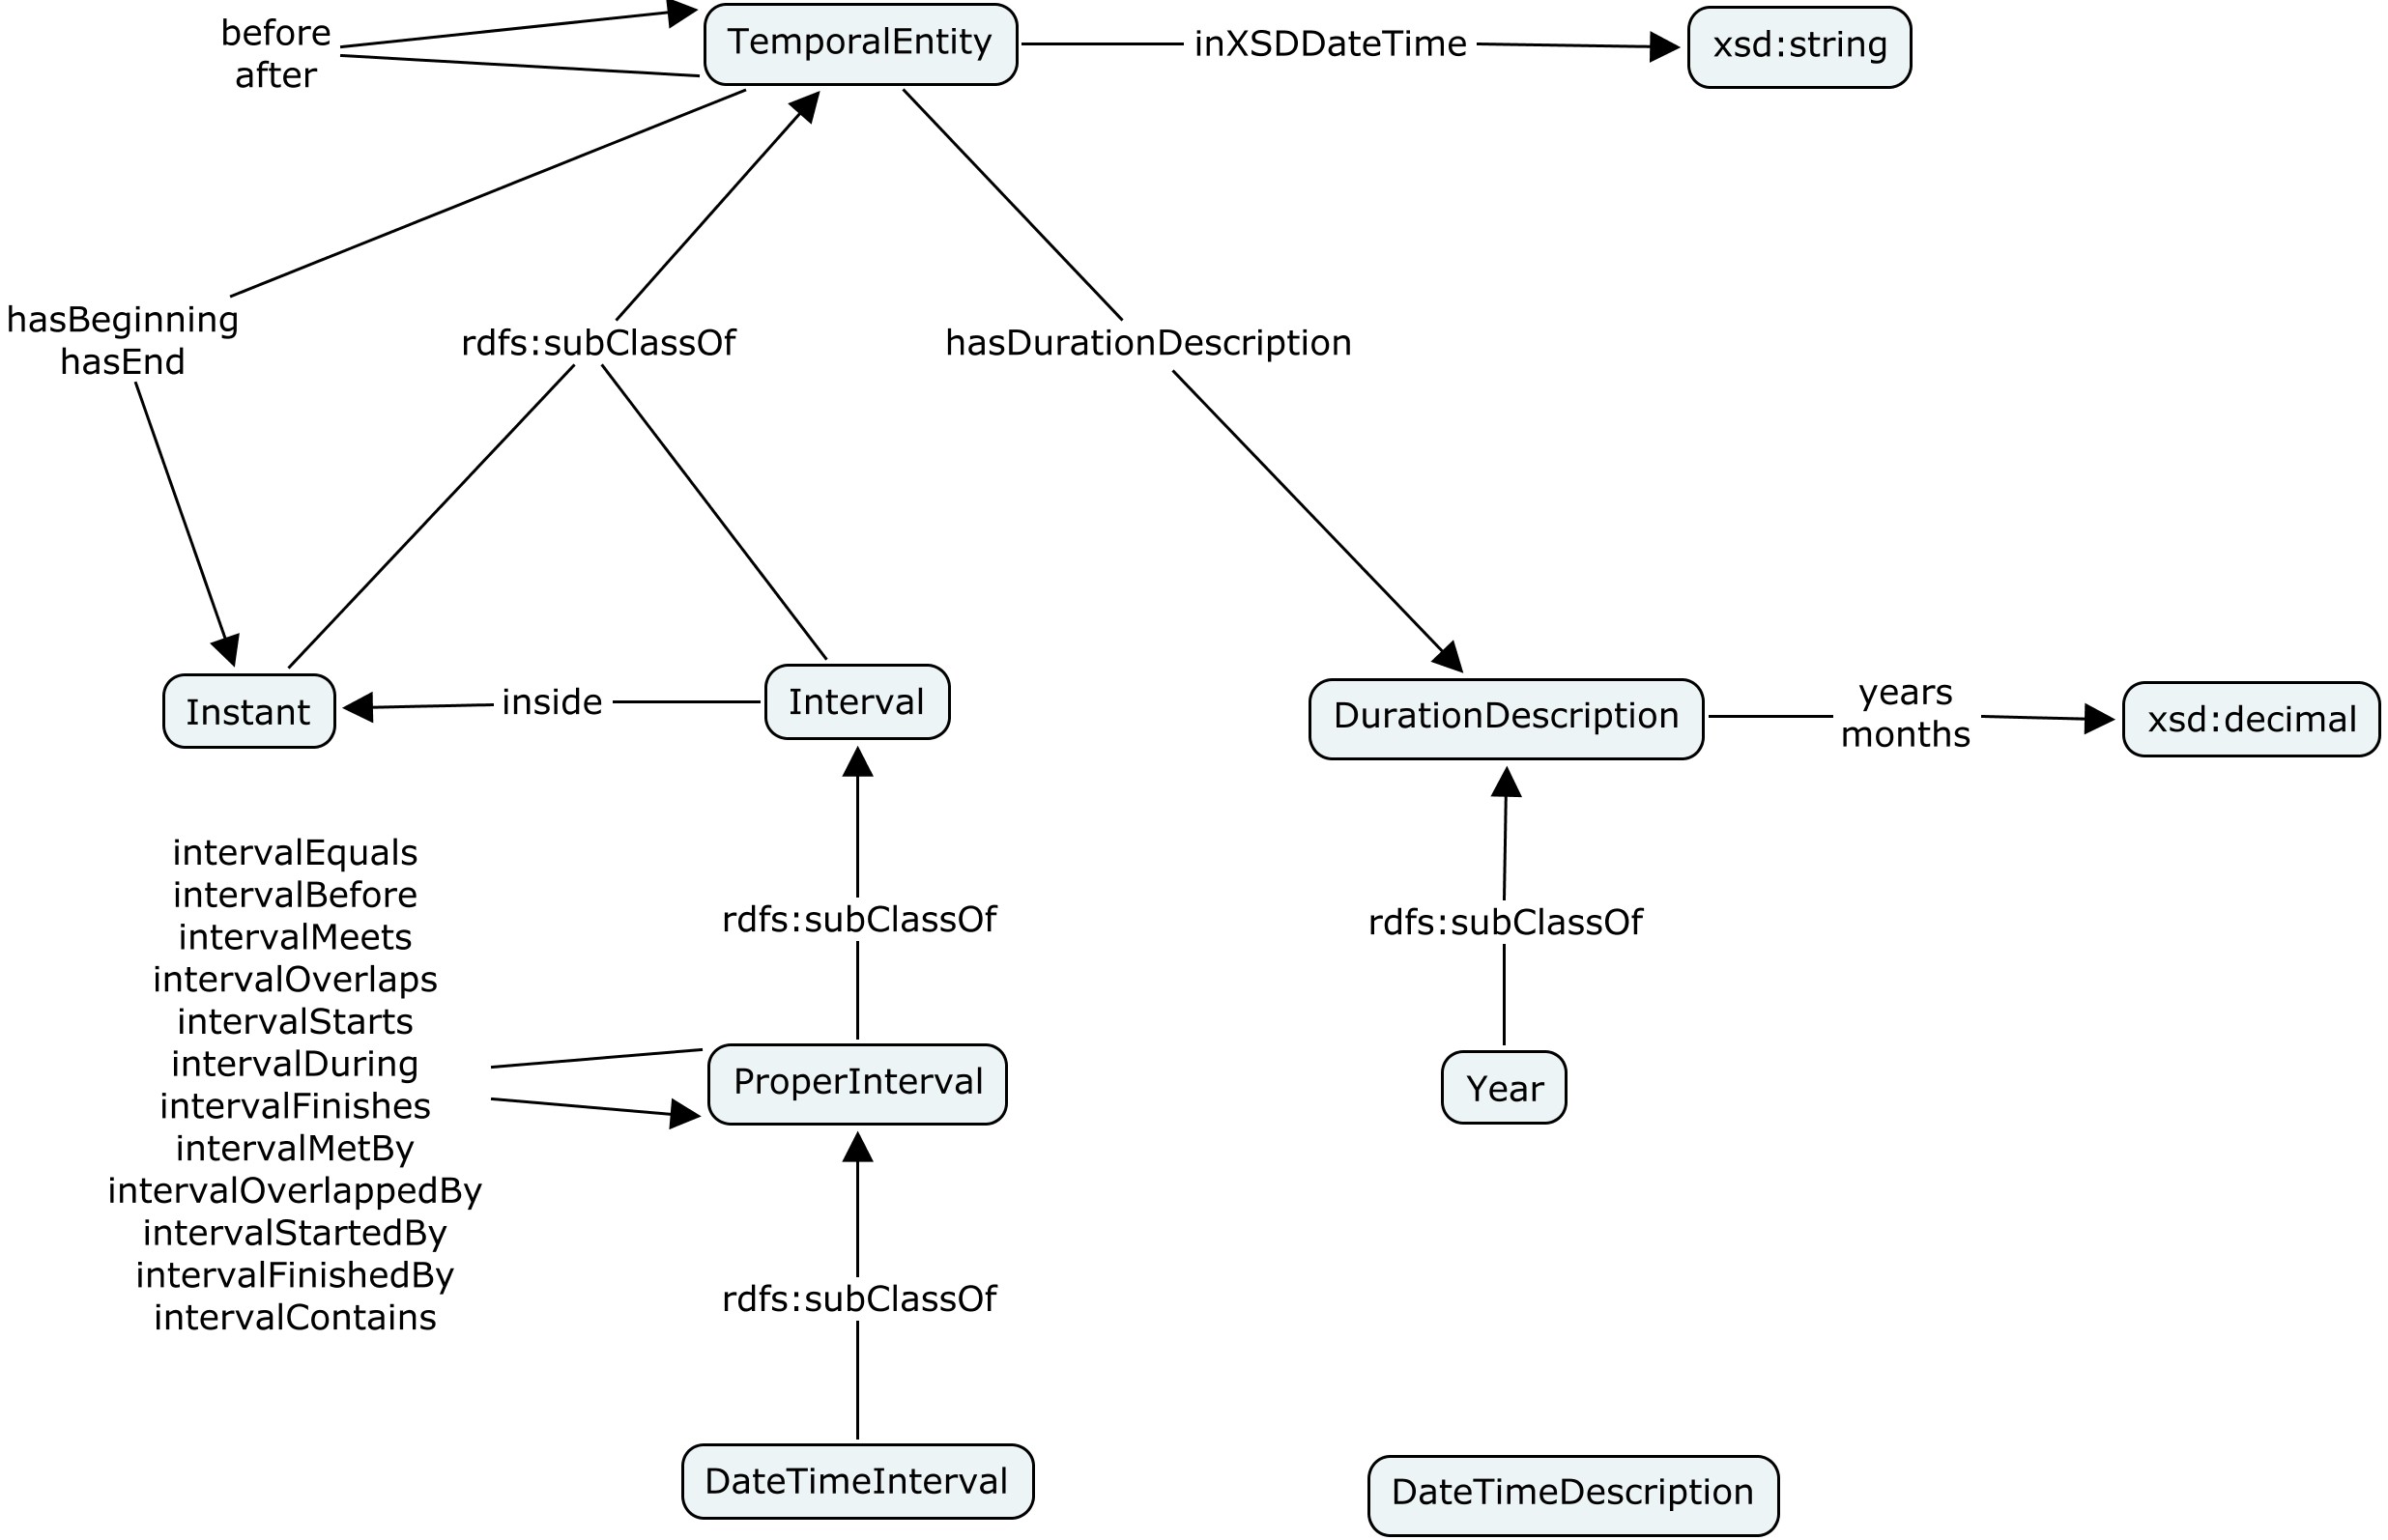 before
after
TemporalEntity
inXSDDateTime
xsd:string
hasBeginning
hasEnd
rdfs:subClassOf
hasDurationDescription
Instant
inside
Interval
DurationDescription
years
months
xsd:decimal
intervalEquals
intervalBefore
intervalMeets
intervalOverlaps
intervalStarts
intervalDuring
intervalFinishes
intervalMetBy
intervalOverlappedBy
intervalStartedBy
intervalFinishedBy
intervalContains
rdfs:subClassOf
rdfs:subClassOf
ProperInterval
Year
rdfs:subClassOf
DateTimeInterval
DateTimeDescription